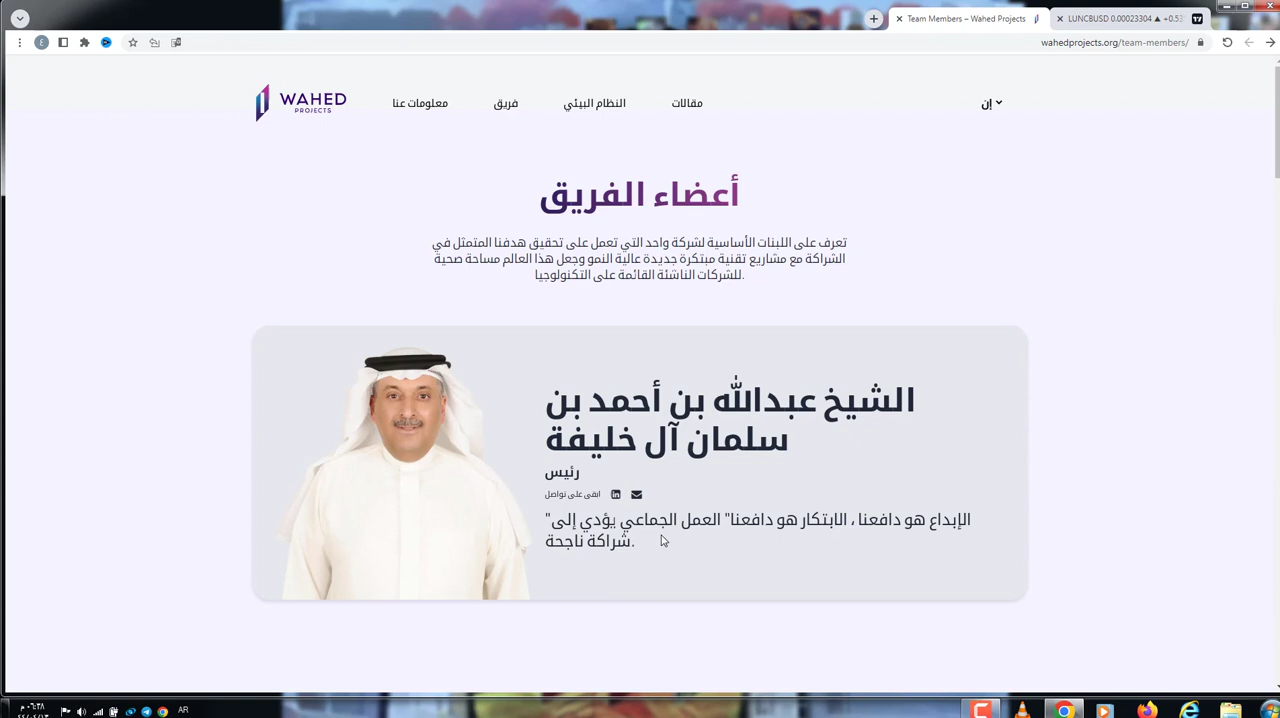 Team Members – Wahed Projects
LUNCBUSD 0.00023304 ▲ +0.53
wahedprojects.org/team-members/
WAHED
PROJECTS
معلومات عنا
فريق
النظام البيئي
مقالات
إن
أعضاء الفريق
تعرف على اللبنات الأساسية لشركة واحد التي تعمل على تحقيق هدفنا المتمثل في
الشراكة مع مشاريع تقنية مبتكرة جديدة عالية النمو وجعل هذا العالم مساحة صحية
للشركات الناشئة القائمة على التكنولوجيا.
الشيخ عبدالله بن أحمد بن
سلمان آل خليفة
رئيس
ابقى على تواصل
الإبداع هو دافعنا ، الابتكار هو دافعنا" العمل الجماعي يؤدي إلى"
شراكة ناجحة.
AR